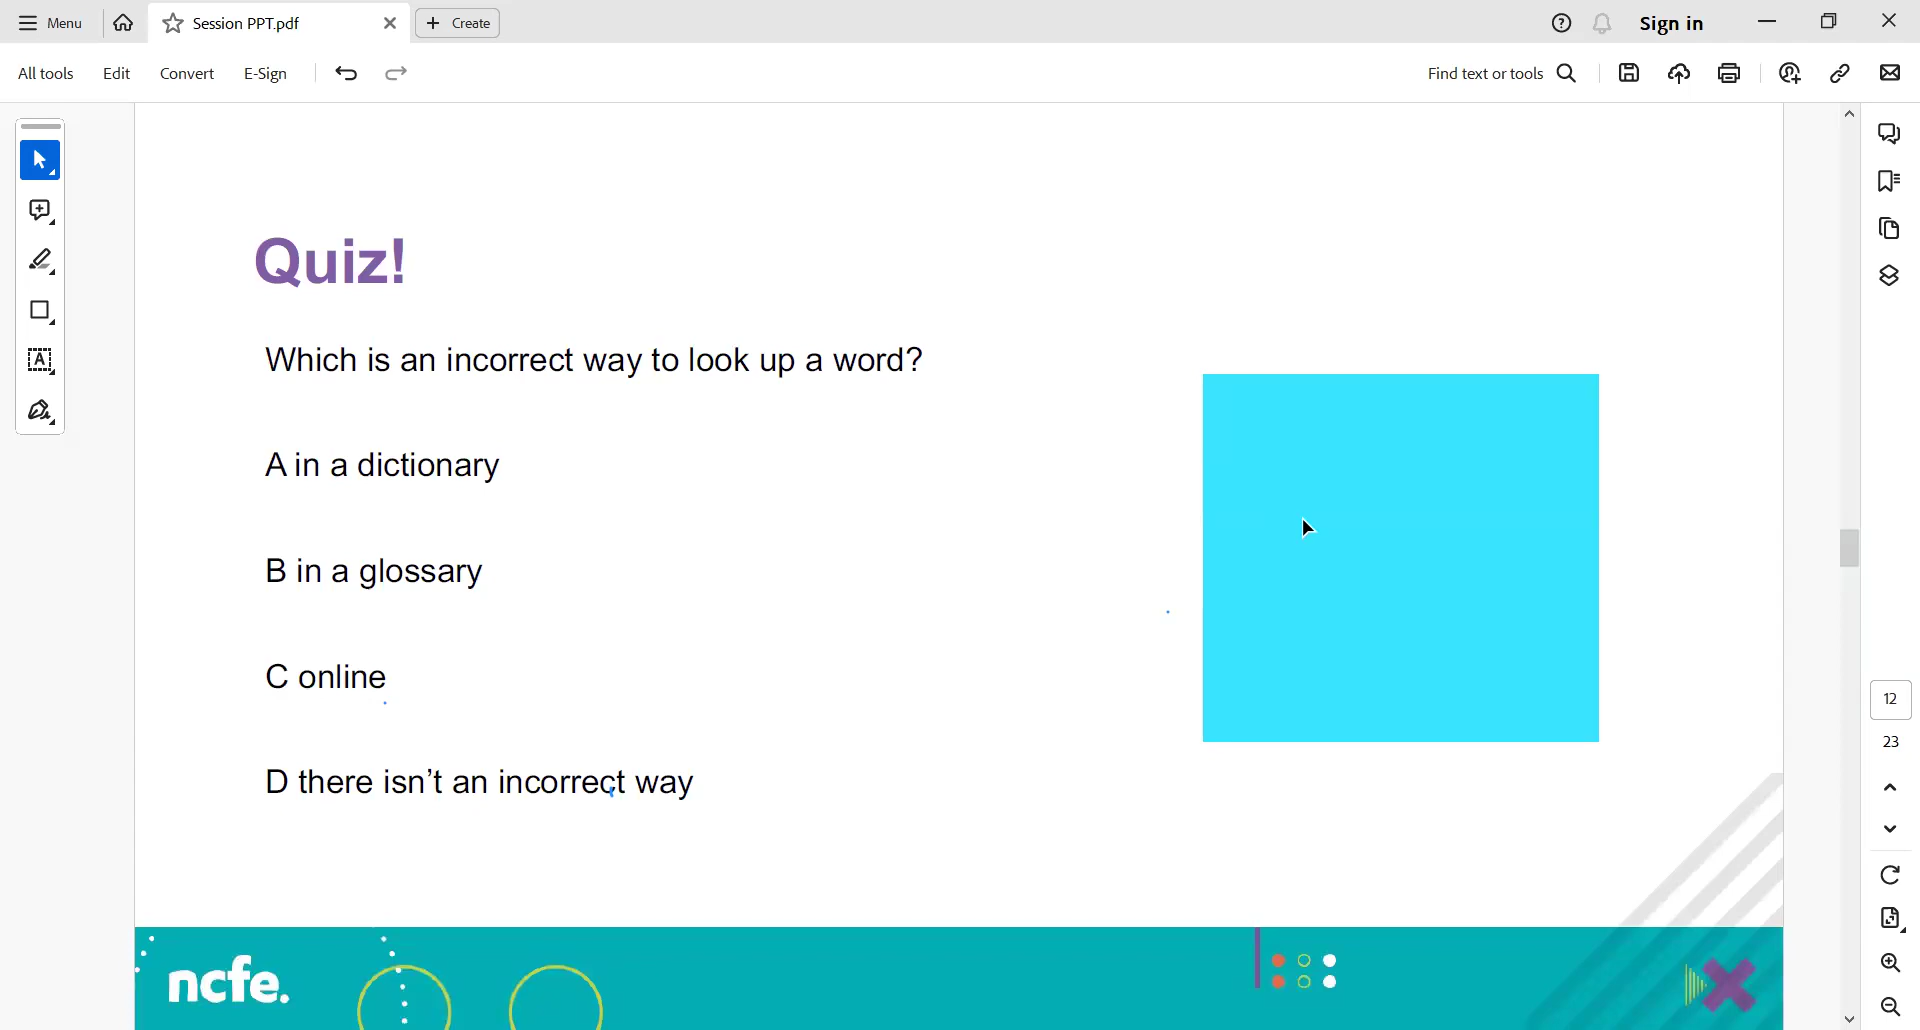 Menu
Session PPT.pdf
Create
Sign in
All tools
Edit
Convert
E-Sign
Find text or tools
Quiz!
Which is an incorrect way to look up a word?
A in a dictionary
B in a glossary
C online
D there isn’t an incorrect way
12
23
ncfe.